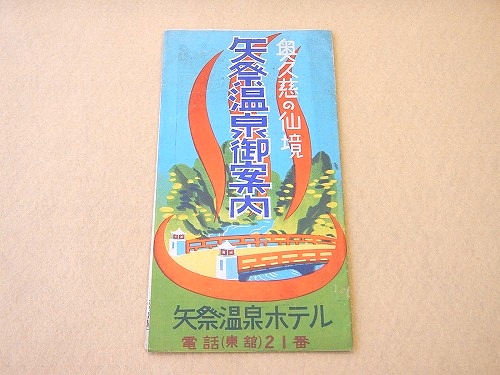 奥久慈の仙境
矢祭温泉御案内
矢祭温泉ホテル
電話(東舘)21番